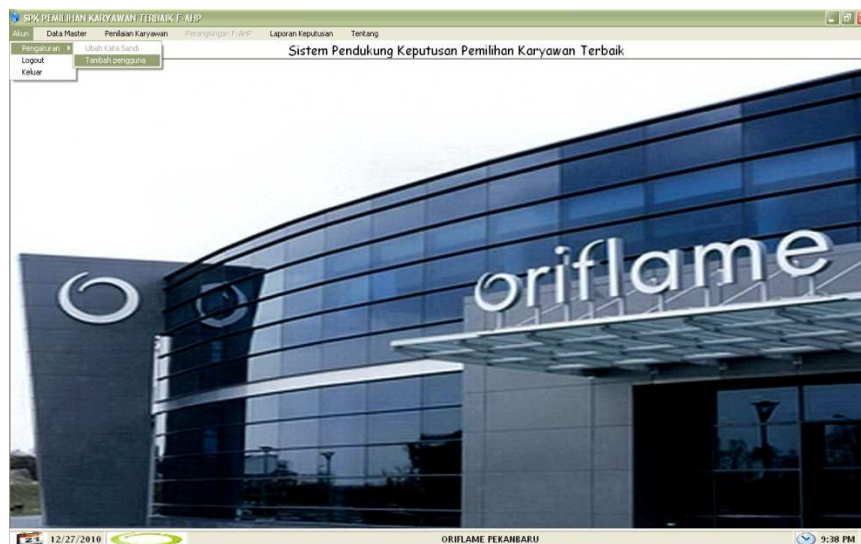 SPK PEMILIHAN KARYAWAN TERBAIK F-AHP
Akun Data Master Penilaian Karyawan Perangkingan F-AHP Laporan Keputusan Tentang
Pengaturan Ubah Kata Sandi
Logout Tambah pengguna
Keluar
Sistem Pendukung Keputusan Pemilihan Karyawan Terbaik
oriflame
21 12/27/2010 ORIFLAME PEKANBARU 9:38 PM